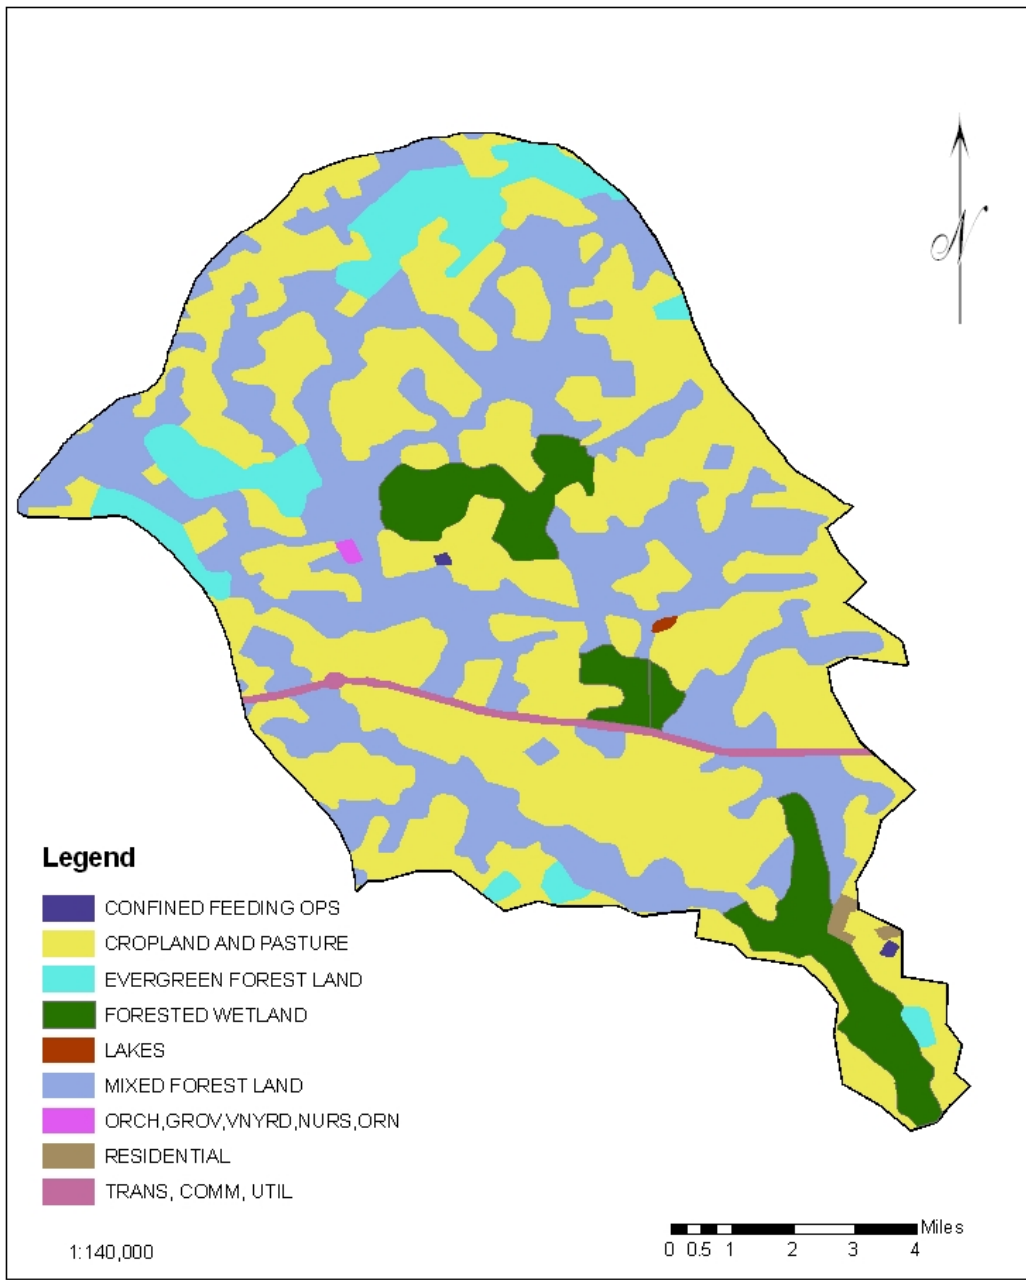 N
Legend
CONFINED FEEDING OPS
CROPLAND AND PASTURE
EVERGREEN FOREST LAND
FORESTED WETLAND
LAKES
MIXED FOREST LAND
ORCH,GROV,VNYRD,NURS,ORN
RESIDENTIAL
TRANS, COMM, UTIL
1:140,000
Miles
0 0.5 1 2 3 4